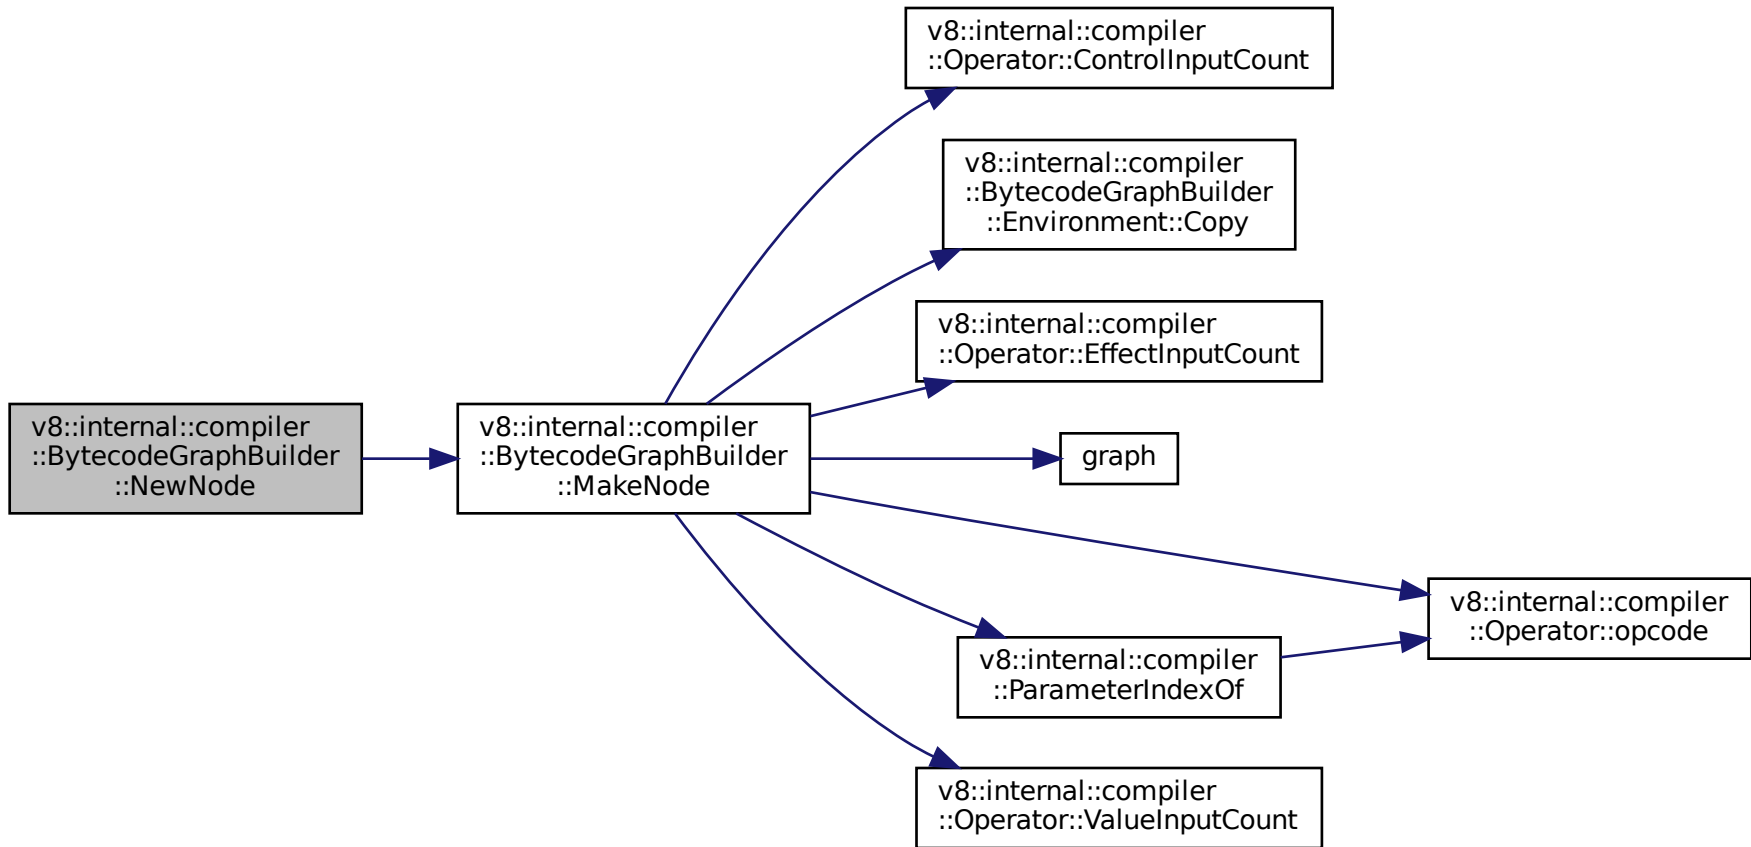 v8::internal::compiler
::BytecodeGraphBuilder
::NewNode
v8::internal::compiler
::BytecodeGraphBuilder
::MakeNode
v8::internal::compiler
::Operator::ControlInputCount
v8::internal::compiler
::BytecodeGraphBuilder
::Environment::Copy
v8::internal::compiler
::Operator::EffectInputCount
graph
v8::internal::compiler
::Operator::opcode
v8::internal::compiler
::ParameterIndexOf
v8::internal::compiler
::Operator::ValueInputCount